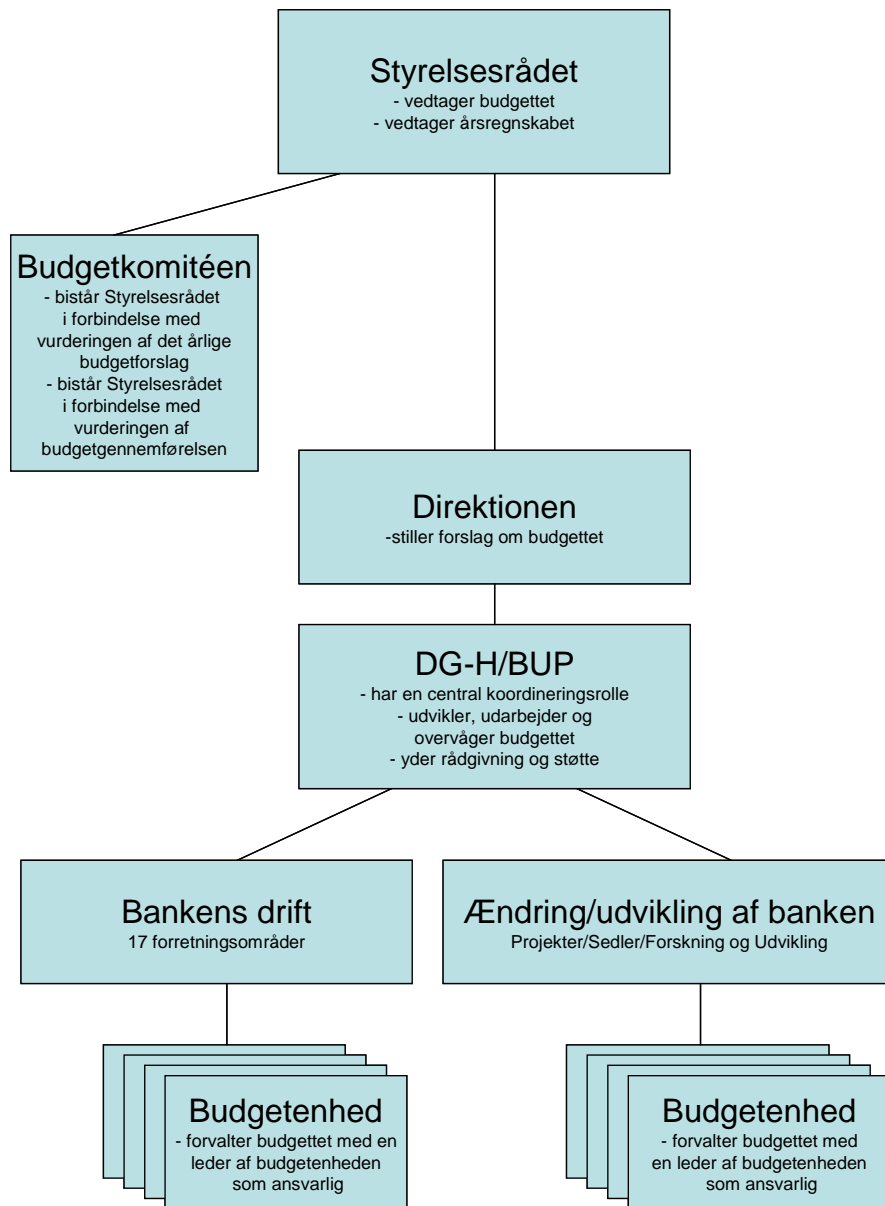 Styrelsesrådet
- vedtager budgettet
- vedtager årsregnskabet
Budgetkomitéen
- bistår Styrelsesrådet
i forbindelse med
vurderingen af det årlige
budgetforslag
- bistår Styrelsesrådet
i forbindelse med
vurderingen af
budgetgennemførelsen
Direktionen
-stiller forslag om budgettet
DG-H/BUP
- har en central koordineringsrolle
- udvikler, udarbejder og
overvåger budgettet
- yder rådgivning og støtte
Bankens drift
17 forretningsområder
Ændring/udvikling af banken
Projekter/Sedler/Forskning og Udvikling
Budgetenhed
- forvalter budgettet med en
leder af budgetenheden
som ansvarlig
Budgetenhed
- forvalter budgettet med
en leder af budgetenheden
som ansvarlig